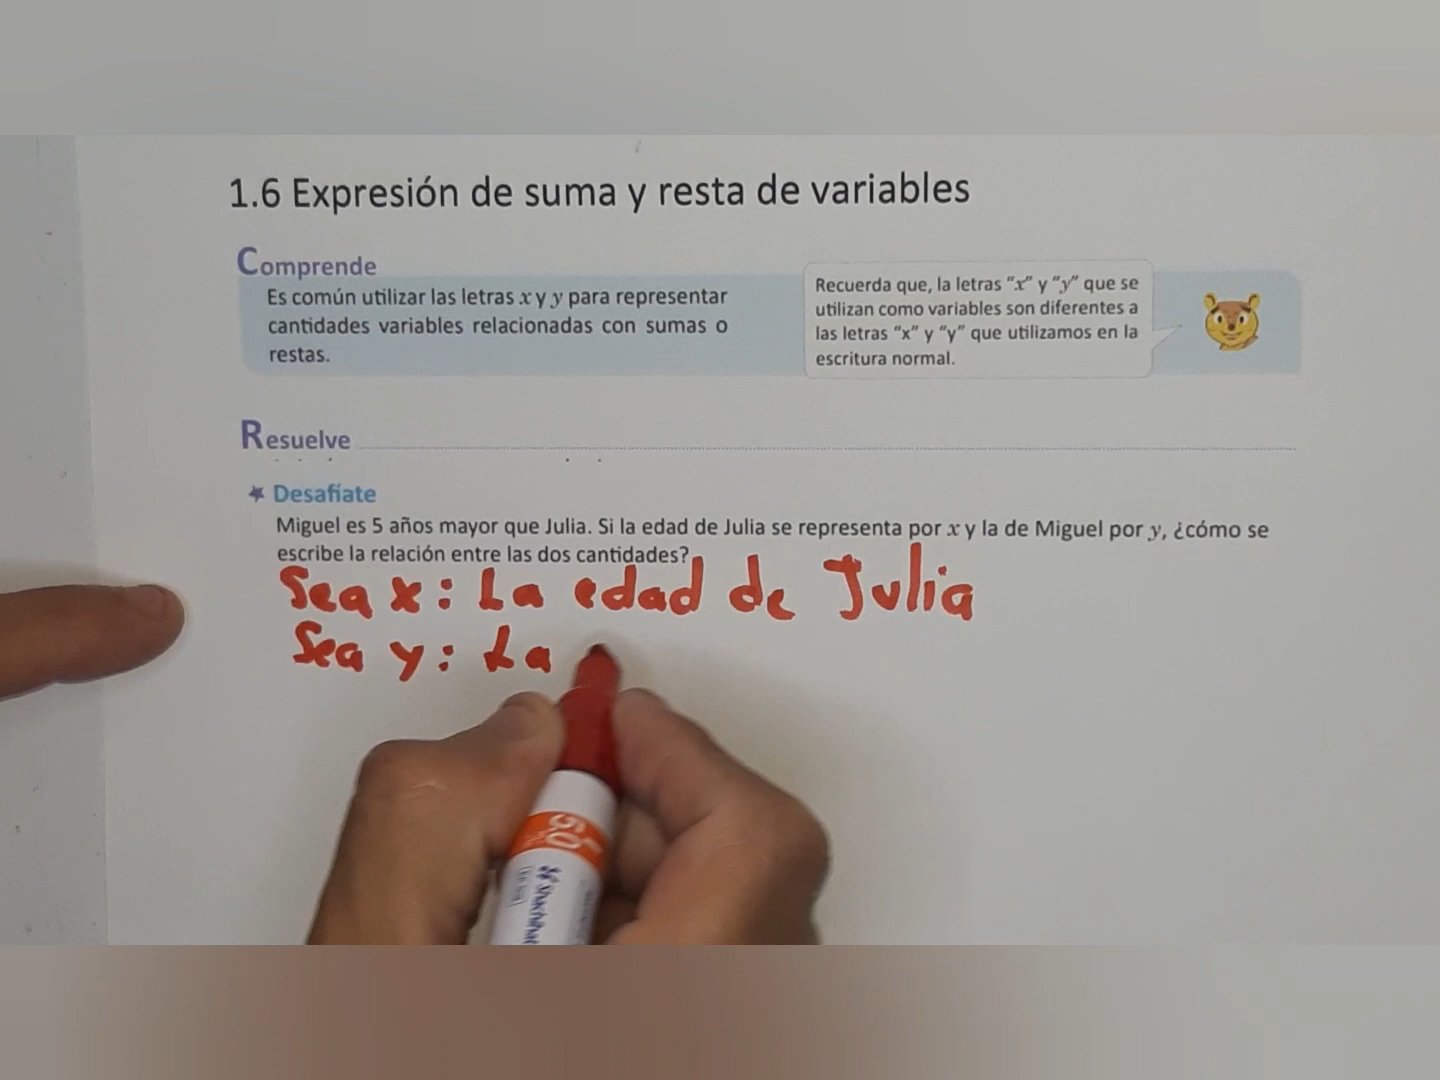 1.6 Expresión de suma y resta de variables
Comprende
Es común utilizar las letras x y y para representar
cantidades variables relacionadas con sumas o
restas.
Recuerda que, la letras “x” y “y” que se
utilizan como variables son diferentes a
las letras “x” y “y” que utilizamos en la
escritura normal.
Resuelve
Desafíate
Miguel es 5 años mayor que Julia. Si la edad de Julia se representa por x y la de Miguel por y, ¿cómo se
escribe la relación entre las dos cantidades?
Sea x: La edad de Julia
Sea y: La
50